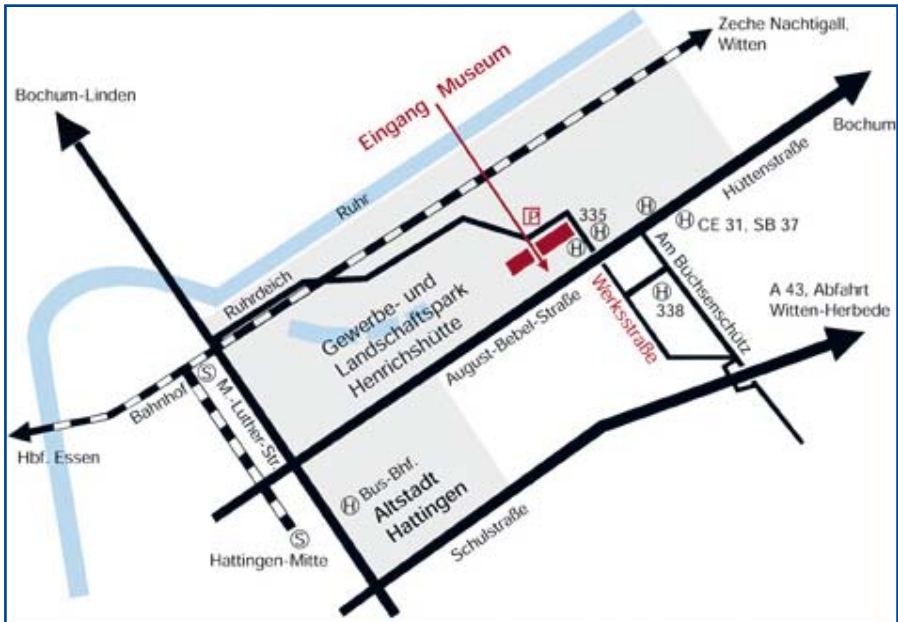 Zeche Nachtigall,
Witten
Bochum-Linden
Eingang Museum
Bochum
Hüttenstraße
Ruhr
P
335
H
H
H
H CE 31, SB 37
Ruhrdeich
Am Büchsenschütz
Werksstraße
H
338
A 43, Abfahrt
Witten-Herbede
Gewerbe- und
Landschaftspark
Henrichshütte
August-Bebel-Straße
S
M.-Luther-Str.
Bahnhof
Hbf. Essen
H Bus-Bhf.
Altstadt
Hattingen
Schulstraße
S
Hattingen-Mitte